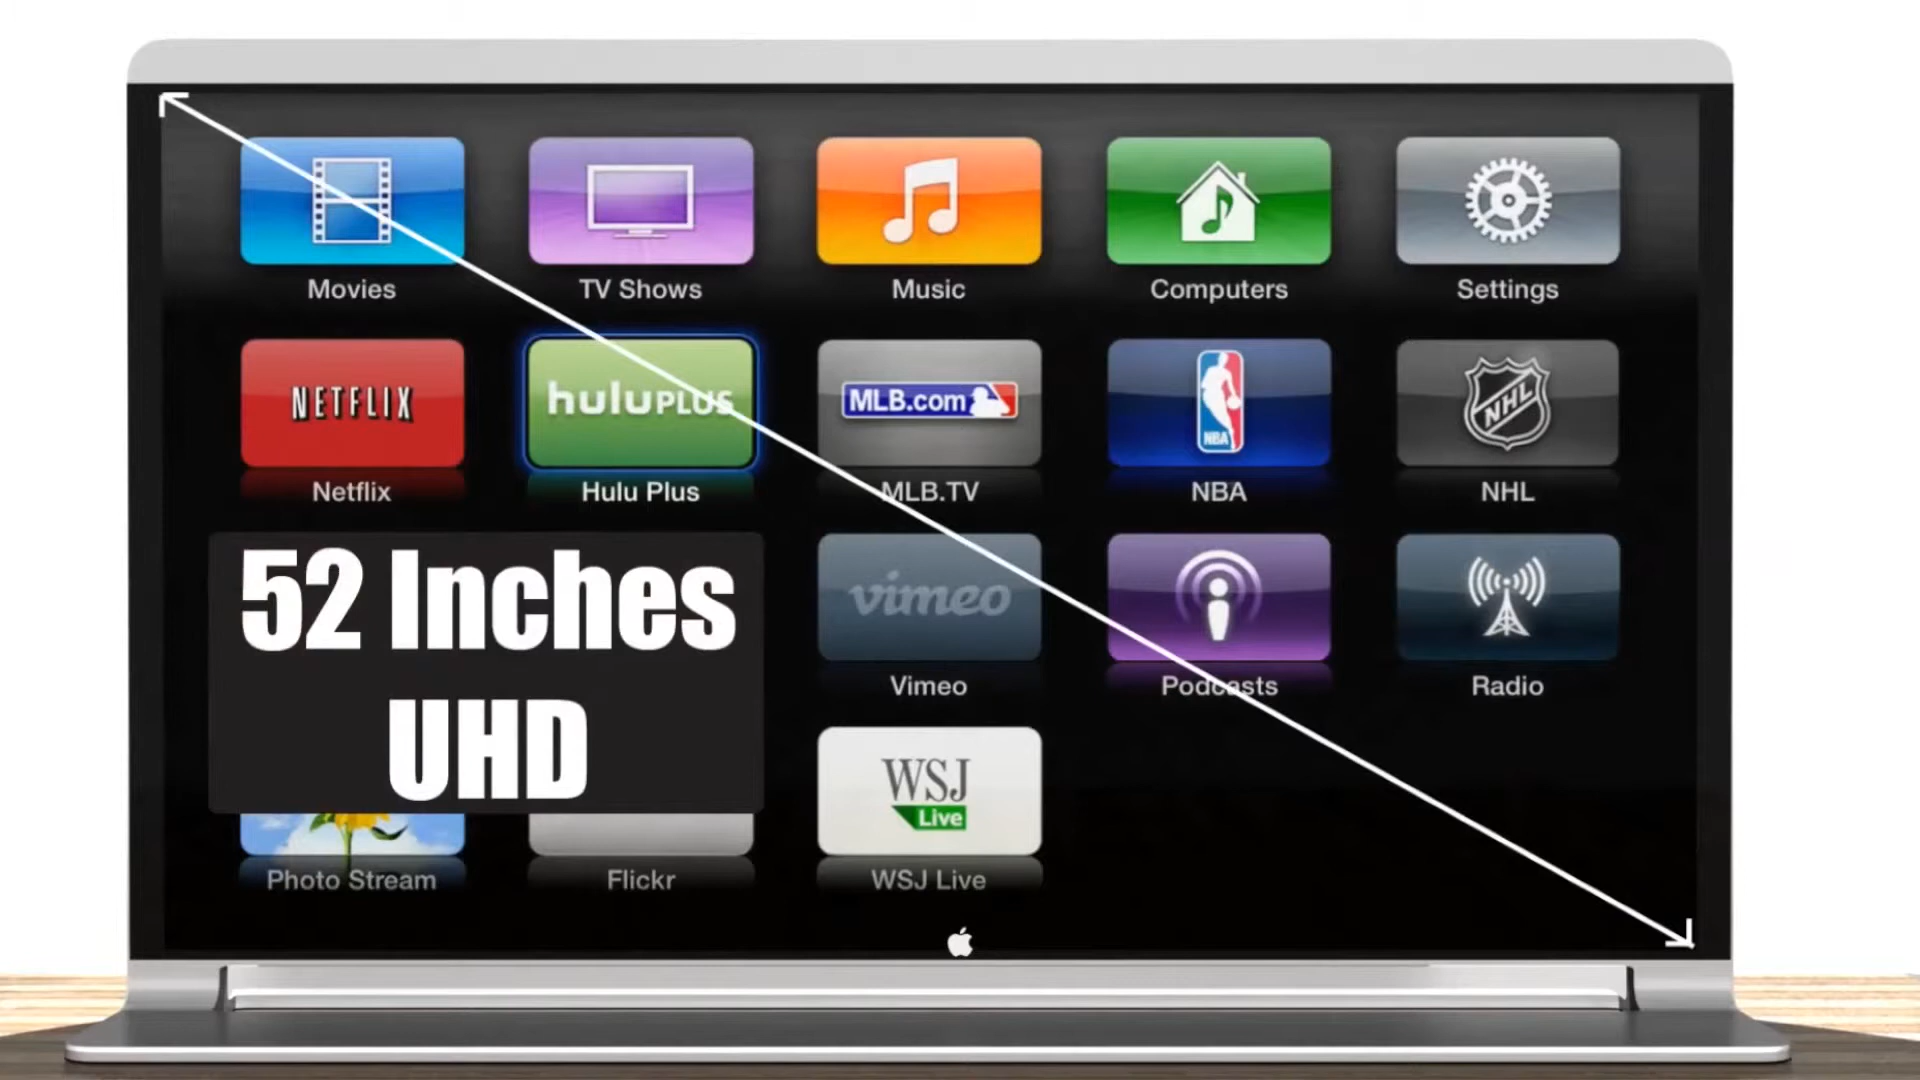 Movies
TV Shows
Music
Computers
Settings
NETFLIX
huluPLUS
MLB.com
NBA
NHL
Netflix
Hulu Plus
MLB.TV
NBA
NHL
52 Inches
UHD
vimeo
Vimeo
Podcasts
Radio
WSJ
Live
Photo Stream
Flickr
WSJ Live